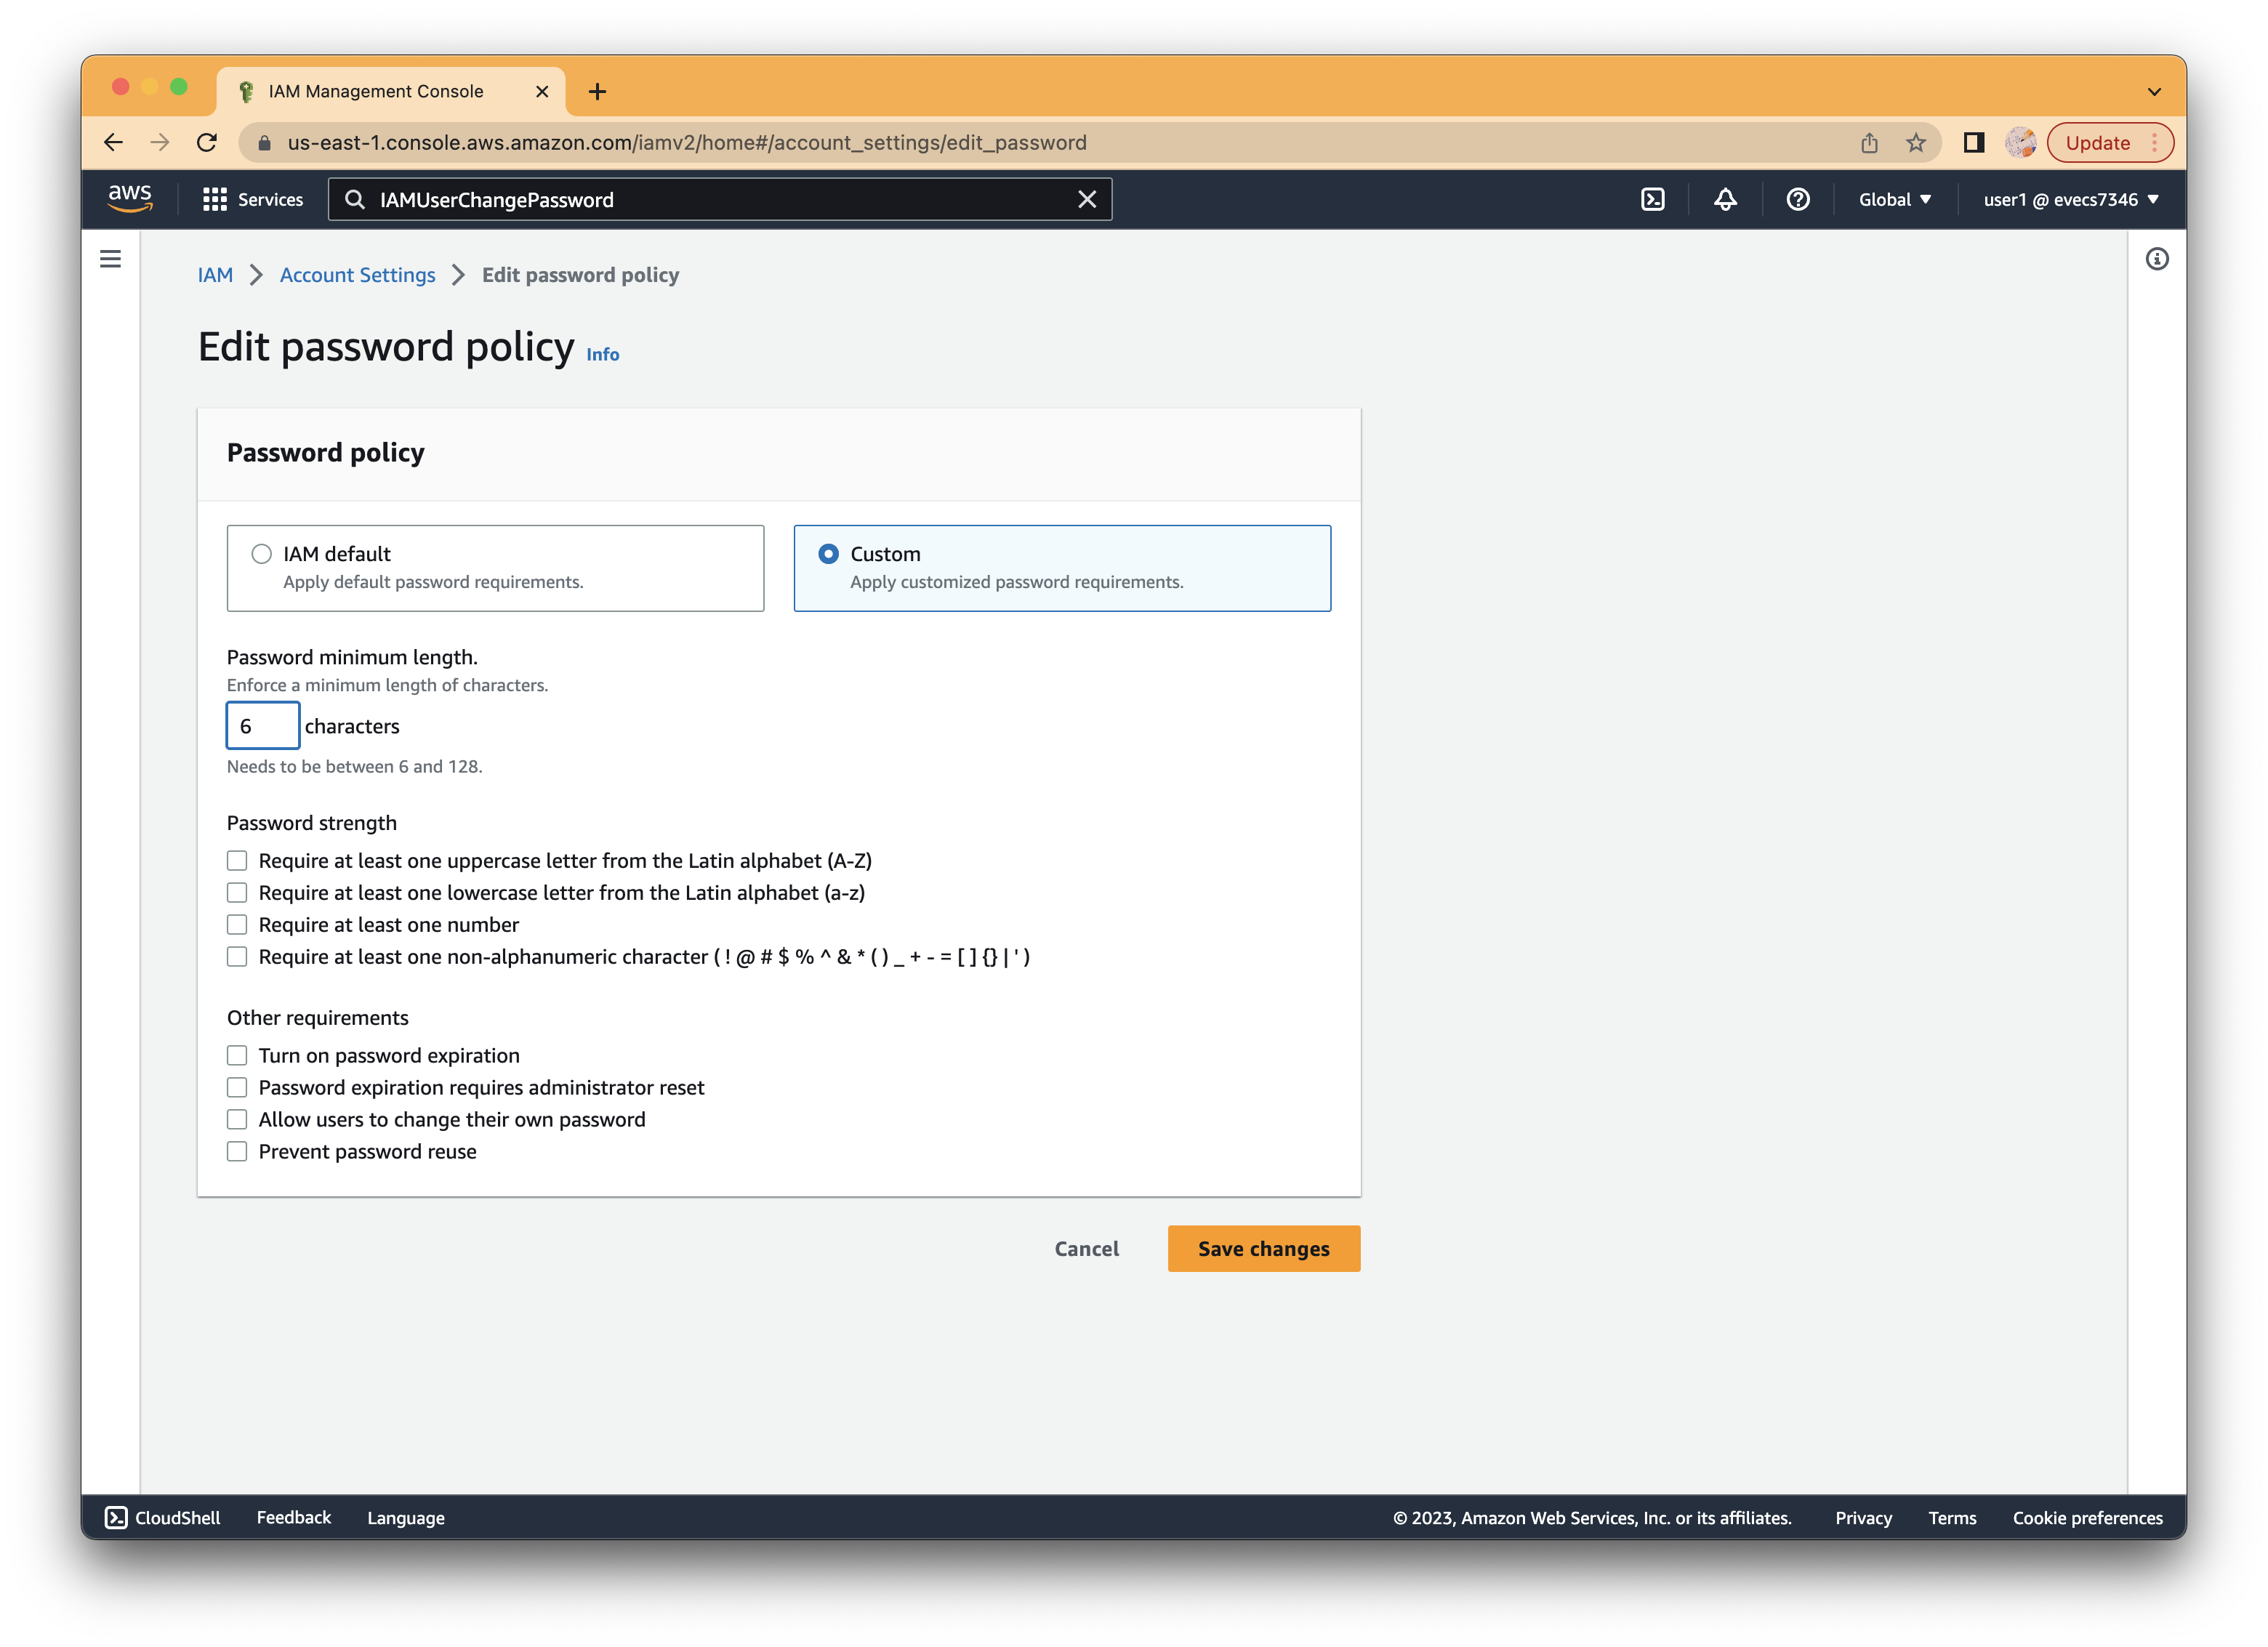 IAM Management Console
us-east-1.console.aws.amazon.com/iamv2/home#/account_settings/edit_password
Update
aws
Services
IAMUserChangePassword
Global
user1 @ evecs7346
IAM
Account Settings
Edit password policy
Edit password policy Info
Password policy
IAM default
Apply default password requirements.
Custom
Apply customized password requirements.
Password minimum length.
Enforce a minimum length of characters.
6 characters
Needs to be between 6 and 128.
Password strength
Require at least one uppercase letter from the Latin alphabet (A-Z)
Require at least one lowercase letter from the Latin alphabet (a-z)
Require at least one number
Require at least one non-alphanumeric character ( ! @ # $ % ^ & * ( ) _ + - = [ ] {} | ' )
Other requirements
Turn on password expiration
Password expiration requires administrator reset
Allow users to change their own password
Prevent password reuse
Cancel
Save changes
CloudShell
Feedback
Language
© 2023, Amazon Web Services, Inc. or its affiliates.
Privacy
Terms
Cookie preferences